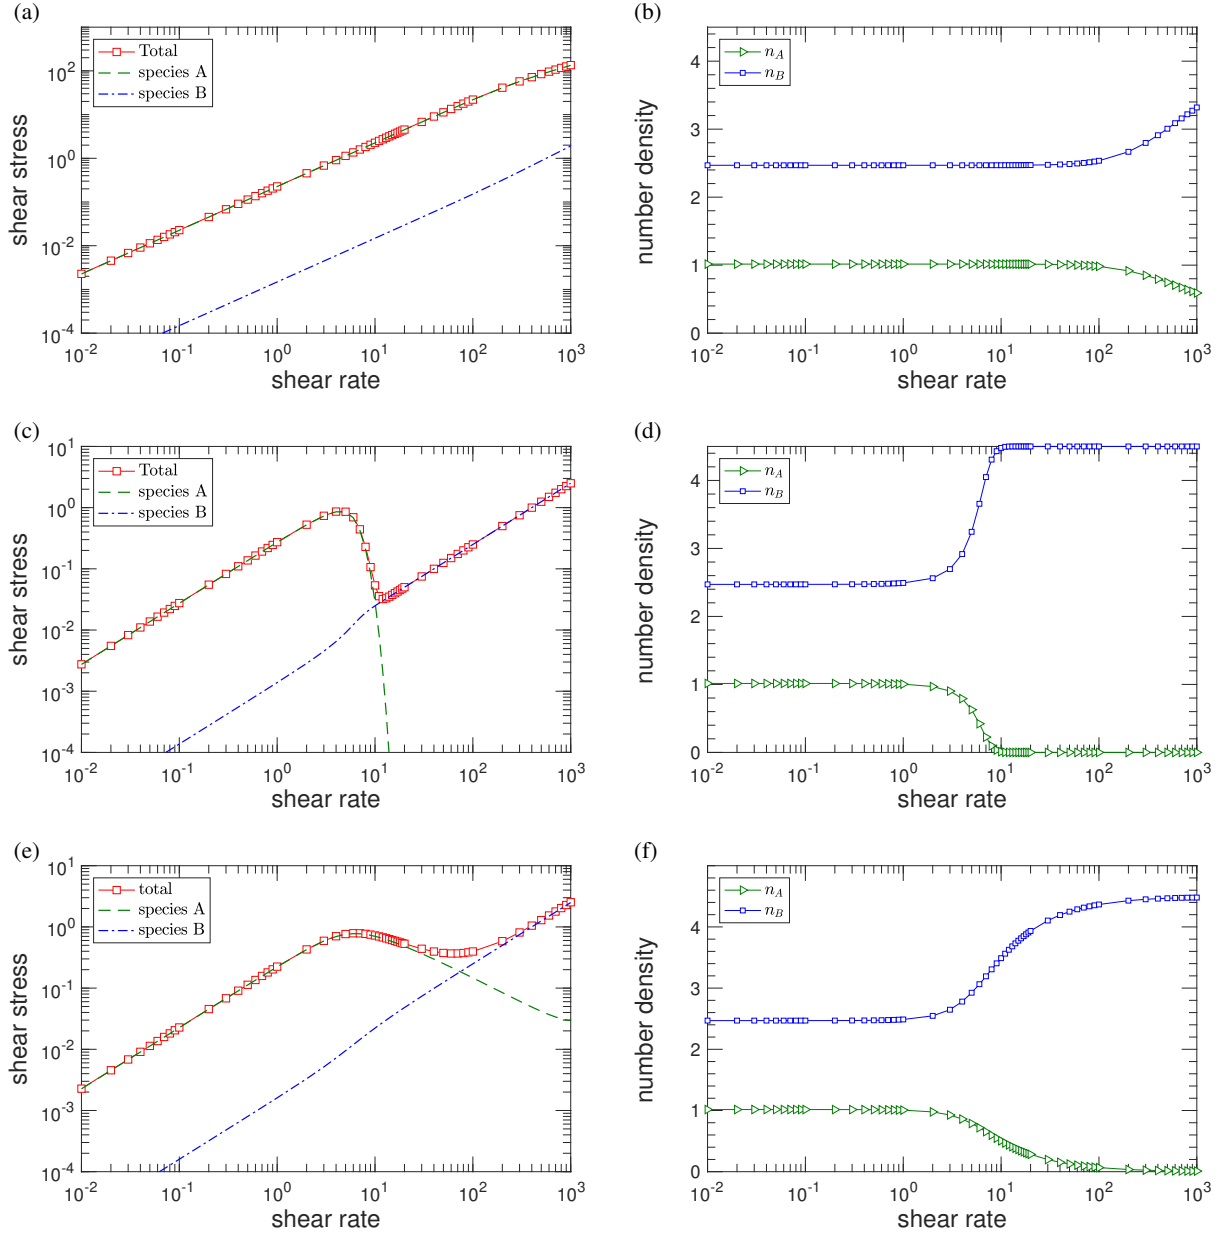 (a)
Total
species A
species B
10^2
10^0
10^-2
10^-4
shear stress
10^-2 10^-1 10^0 10^1 10^2 10^3
shear rate
(b)
n_A
n_B
4
3
2
1
0
number density
10^-2 10^-1 10^0 10^1 10^2 10^3
shear rate
(c)
Total
species A
species B
10^1
10^0
10^-1
10^-2
10^-3
10^-4
shear stress
10^-2 10^-1 10^0 10^1 10^2 10^3
shear rate
(d)
n_A
n_B
4
3
2
1
0
number density
10^-2 10^-1 10^0 10^1 10^2 10^3
shear rate
(e)
total
species A
species B
10^1
10^0
10^-1
10^-2
10^-3
10^-4
shear stress
10^-2 10^-1 10^0 10^1 10^2 10^3
shear rate
(f)
n_A
n_B
4
3
2
1
0
number density
10^-2 10^-1 10^0 10^1 10^2 10^3
shear rate